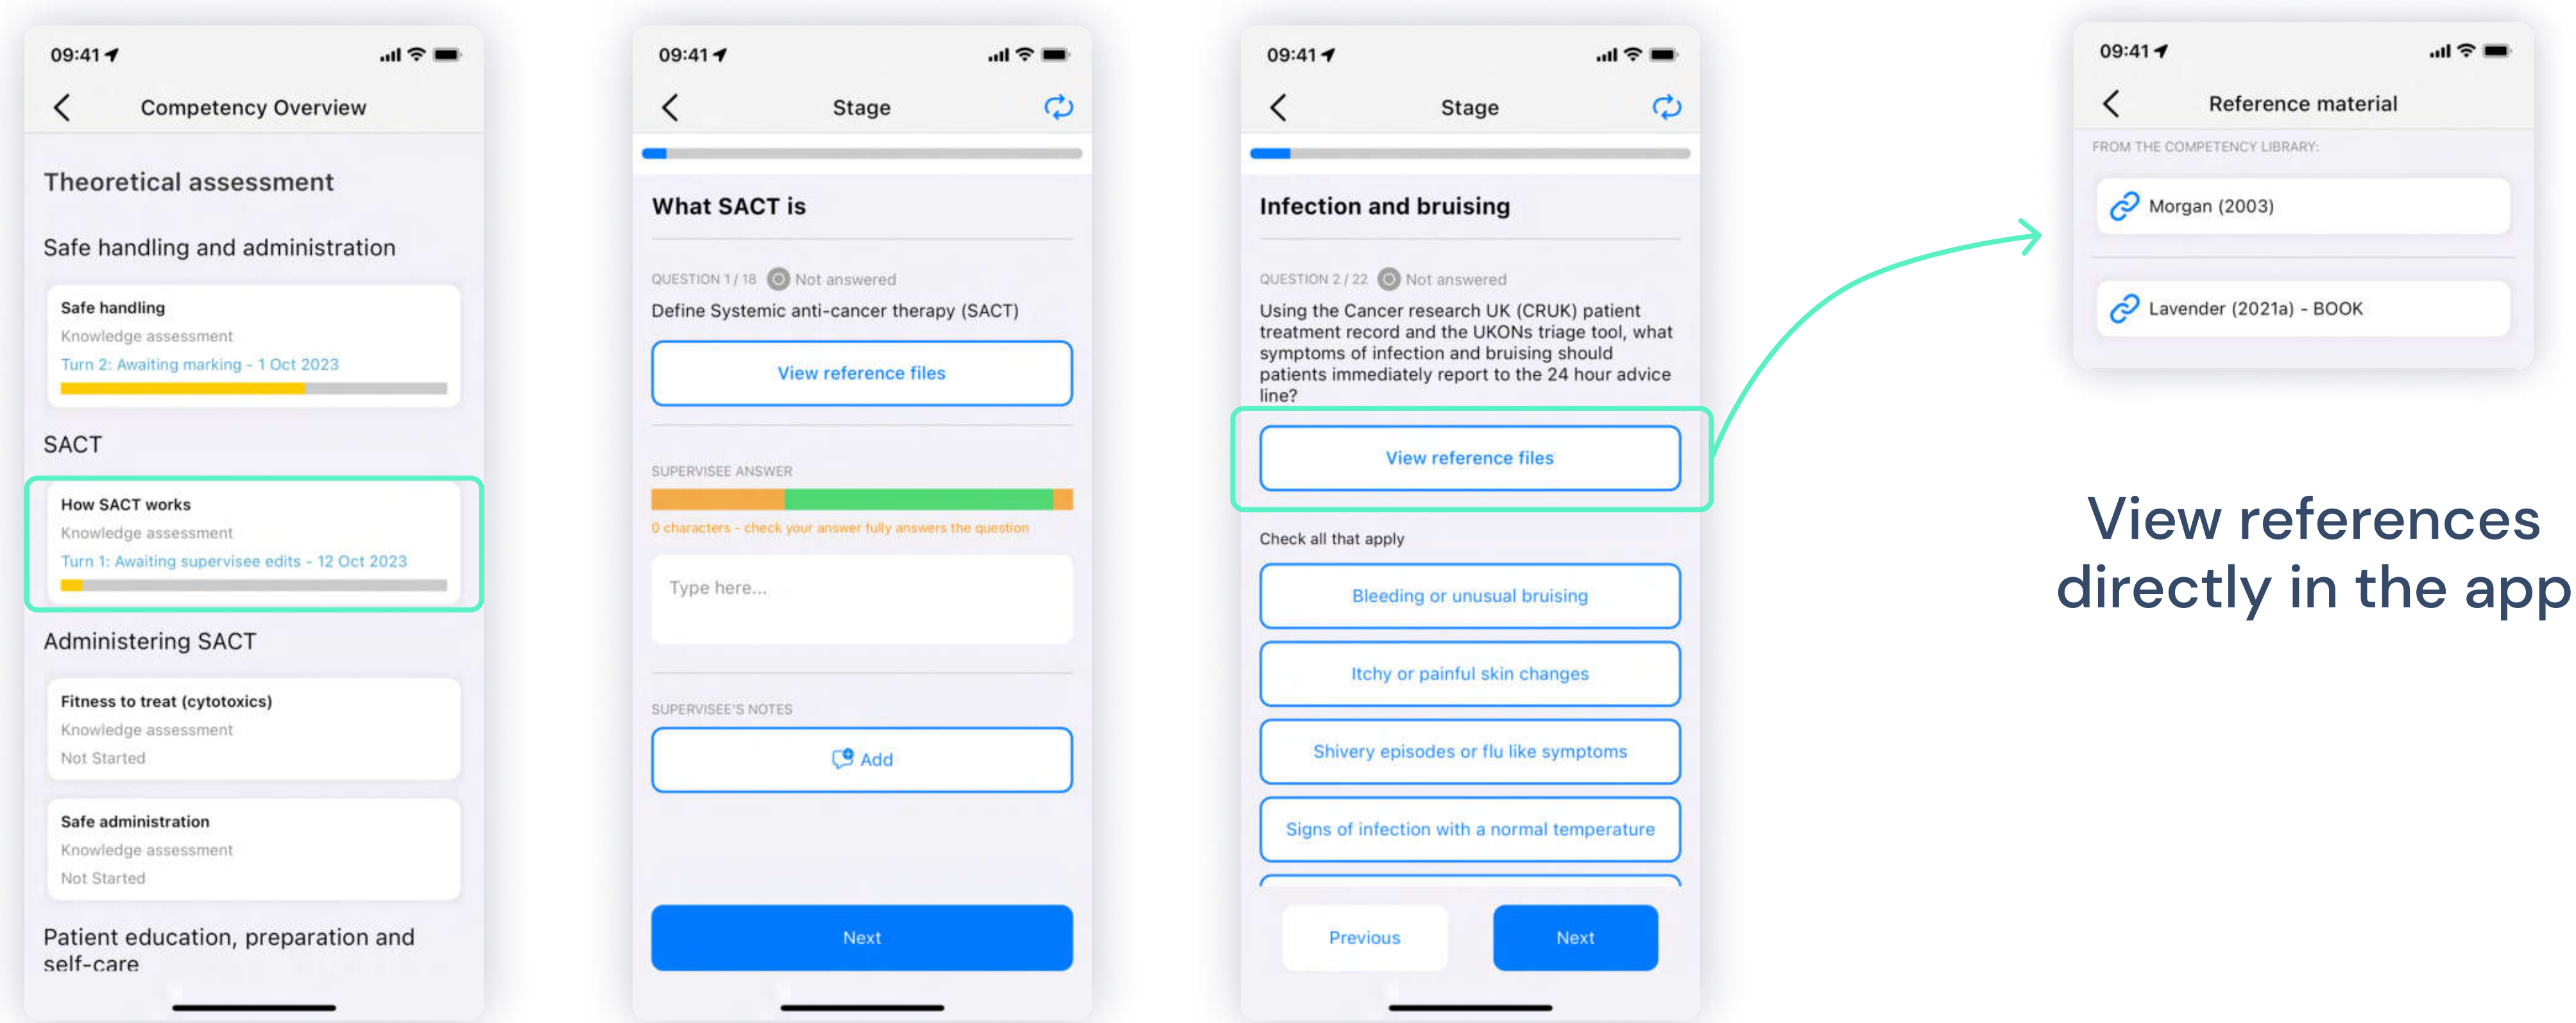 09:41
Competency Overview
Theoretical assessment
Safe handling and administration
Safe handling
Knowledge assessment
Turn 2: Awaiting marking - 1 Oct 2023
SACT
How SACT works
Knowledge assessment
Turn 1: Awaiting supervisee edits - 12 Oct 2023
Administering SACT
Fitness to treat (cytotoxics)
Knowledge assessment
Not Started
Safe administration
Knowledge assessment
Not Started
Patient education, preparation and
self-care
09:41
Stage
What SACT is
QUESTION 1 / 18 Not answered
Define Systemic anti-cancer therapy (SACT)
View reference files
SUPERVISEE ANSWER
0 characters - check your answer fully answers the question
Type here...
SUPERVISEE'S NOTES
Add
Next
09:41
Stage
Infection and bruising
QUESTION 2 / 22 Not answered
Using the Cancer research UK (CRUK) patient
treatment record and the UKONs triage tool, what
symptoms of infection and bruising should
patients immediately report to the 24 hour advice
line?
View reference files
Check all that apply
Bleeding or unusual bruising
Itchy or painful skin changes
Shivery episodes or flu like symptoms
Signs of infection with a normal temperature
Previous
Next
09:41
Reference material
FROM THE COMPETENCY LIBRARY:
Morgan (2003)
Lavender (2021a) - BOOK
View references
directly in the app